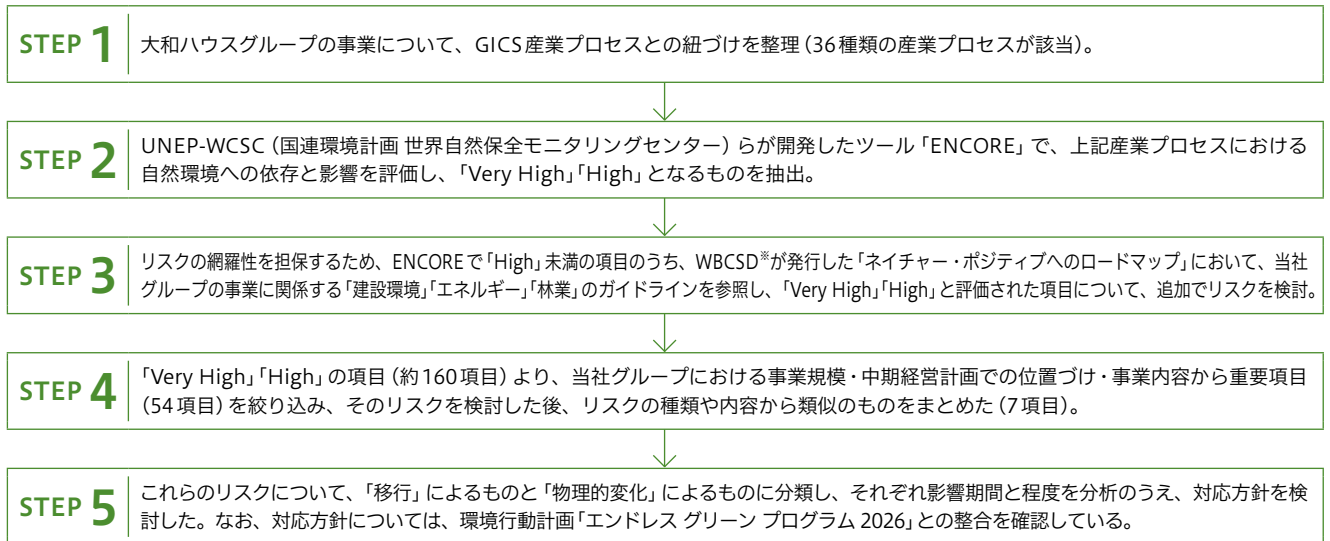 STEP 1
大和ハウスグループの事業について、GICS産業プロセスとの紐づけを整理（36種類の産業プロセスが該当）。
STEP 2
UNEP-WCSC（国連環境計画 世界自然保全モニタリングセンター）らが開発したツール「ENCORE」で、上記産業プロセスにおける
自然環境への依存と影響を評価し、「Very High」「High」となるものを抽出。
STEP 3
リスクの網羅性を担保するため、ENCOREで「High」未満の項目のうち、WBCSD※が発行した「ネイチャー・ポジティブへのロードマップ」において、当社
グループの事業に関係する「建設環境」「エネルギー」「林業」のガイドラインを参照し、「Very High」「High」と評価された項目について、追加でリスクを検討。
STEP 4
「Very High」「High」の項目（約160項目）より、当社グループにおける事業規模・中期経営計画での位置づけ・事業内容から重要項目
（54項目）を絞り込み、そのリスクを検討した後、リスクの種類や内容から類似のものをまとめた（7項目）。
STEP 5
これらのリスクについて、「移行」によるものと「物理的変化」によるものに分類し、それぞれ影響期間と程度を分析のうえ、対応方針を検
討した。なお、対応方針については、環境行動計画「エンドレス グリーン プログラム 2026」との整合を確認している。